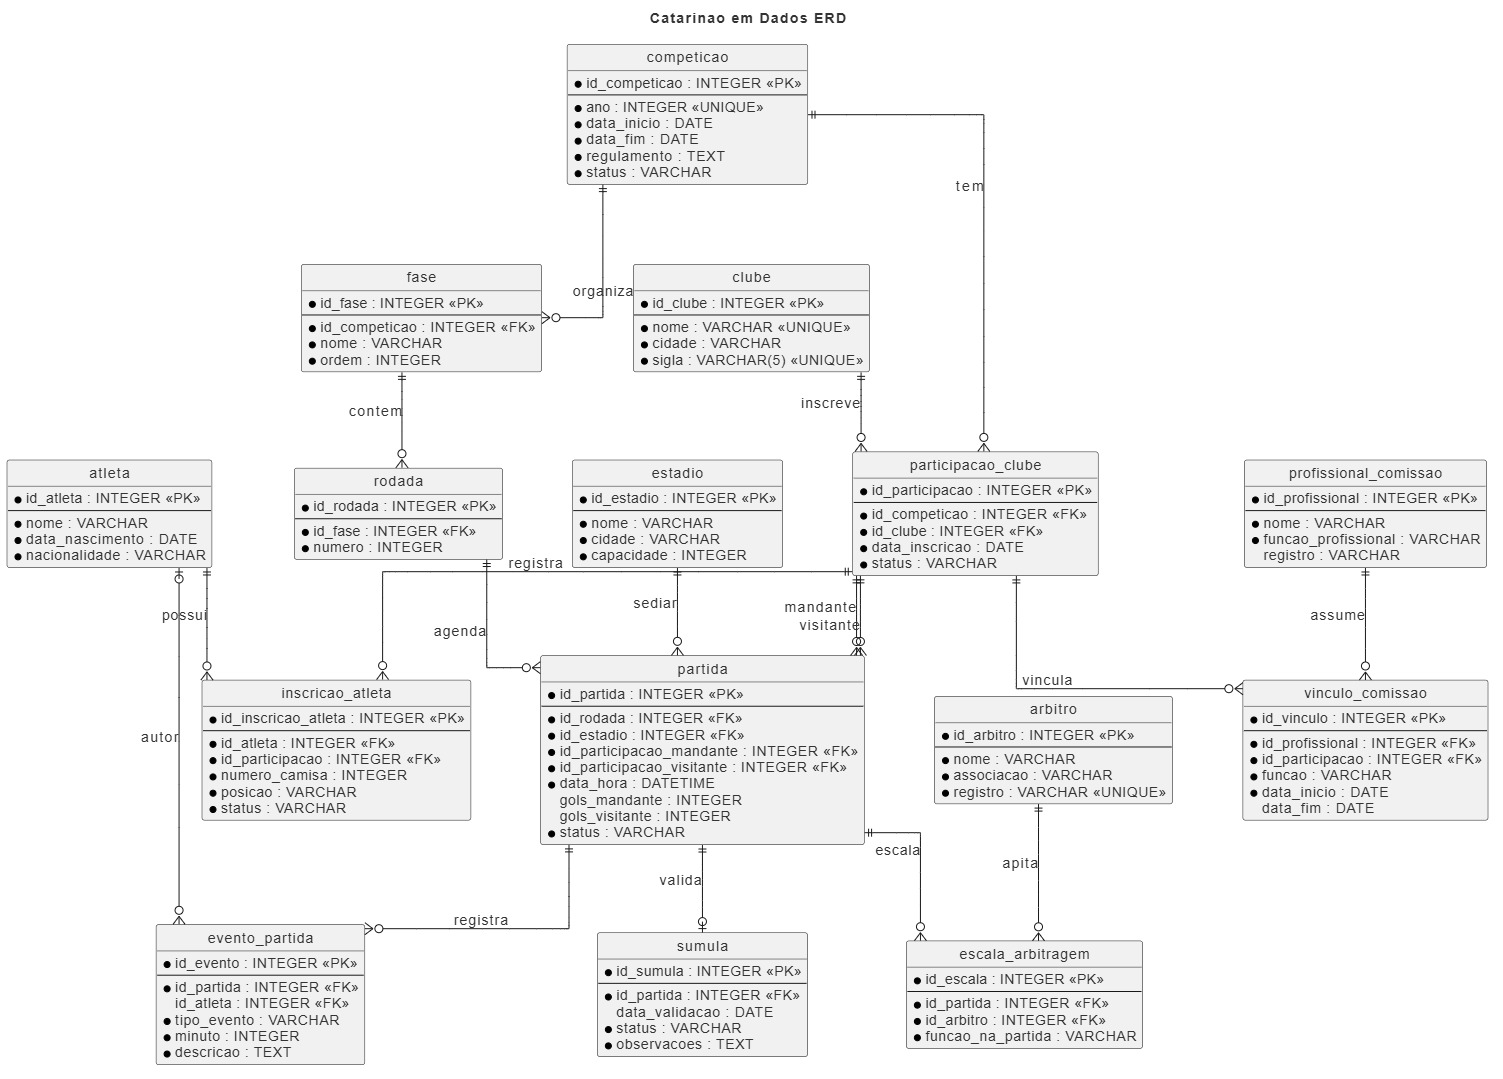 Catarinao em Dados ERD
competicao
id_competicao : INTEGER «PK»
ano : INTEGER «UNIQUE»
data_inicio : DATE
data_fim : DATE
regulamento : TEXT
status : VARCHAR
tem
organiza
fase
id_fase : INTEGER «PK»
id_competicao : INTEGER «FK»
nome : VARCHAR
ordem : INTEGER
clube
id_clube : INTEGER «PK»
nome : VARCHAR «UNIQUE»
cidade : VARCHAR
sigla : VARCHAR(5) «UNIQUE»
contem
inscreve
atleta
id_atleta : INTEGER «PK»
nome : VARCHAR
data_nascimento : DATE
nacionalidade : VARCHAR
rodada
id_rodada : INTEGER «PK»
id_fase : INTEGER «FK»
numero : INTEGER
estadio
id_estadio : INTEGER «PK»
nome : VARCHAR
cidade : VARCHAR
capacidade : INTEGER
participacao_clube
id_participacao : INTEGER «PK»
id_competicao : INTEGER «FK»
id_clube : INTEGER «FK»
data_inscricao : DATE
status : VARCHAR
profissional_comissao
id_profissional : INTEGER «PK»
nome : VARCHAR
funcao_profissional : VARCHAR
registro : VARCHAR
registra
possui
agenda
sediar
mandante
visitante
assume
vincula
autor
inscricao_atleta
id_inscricao_atleta : INTEGER «PK»
id_atleta : INTEGER «FK»
id_participacao : INTEGER «FK»
numero_camisa : INTEGER
posicao : VARCHAR
status : VARCHAR
partida
id_partida : INTEGER «PK»
id_rodada : INTEGER «FK»
id_estadio : INTEGER «FK»
id_participacao_mandante : INTEGER «FK»
id_participacao_visitante : INTEGER «FK»
data_hora : DATETIME
gols_mandante : INTEGER
gols_visitante : INTEGER
status : VARCHAR
arbitro
id_arbitro : INTEGER «PK»
nome : VARCHAR
associacao : VARCHAR
registro : VARCHAR «UNIQUE»
vinculo_comissao
id_vinculo : INTEGER «PK»
id_profissional : INTEGER «FK»
id_participacao : INTEGER «FK»
funcao : VARCHAR
data_inicio : DATE
data_fim : DATE
registra
valida
escala
apita
evento_partida
id_evento : INTEGER «PK»
id_partida : INTEGER «FK»
id_atleta : INTEGER «FK»
tipo_evento : VARCHAR
minuto : INTEGER
descricao : TEXT
sumula
id_sumula : INTEGER «PK»
id_partida : INTEGER «FK»
data_validacao : DATE
status : VARCHAR
observacoes : TEXT
escala_arbitragem
id_escala : INTEGER «PK»
id_partida : INTEGER «FK»
id_arbitro : INTEGER «FK»
funcao_na_partida : VARCHAR